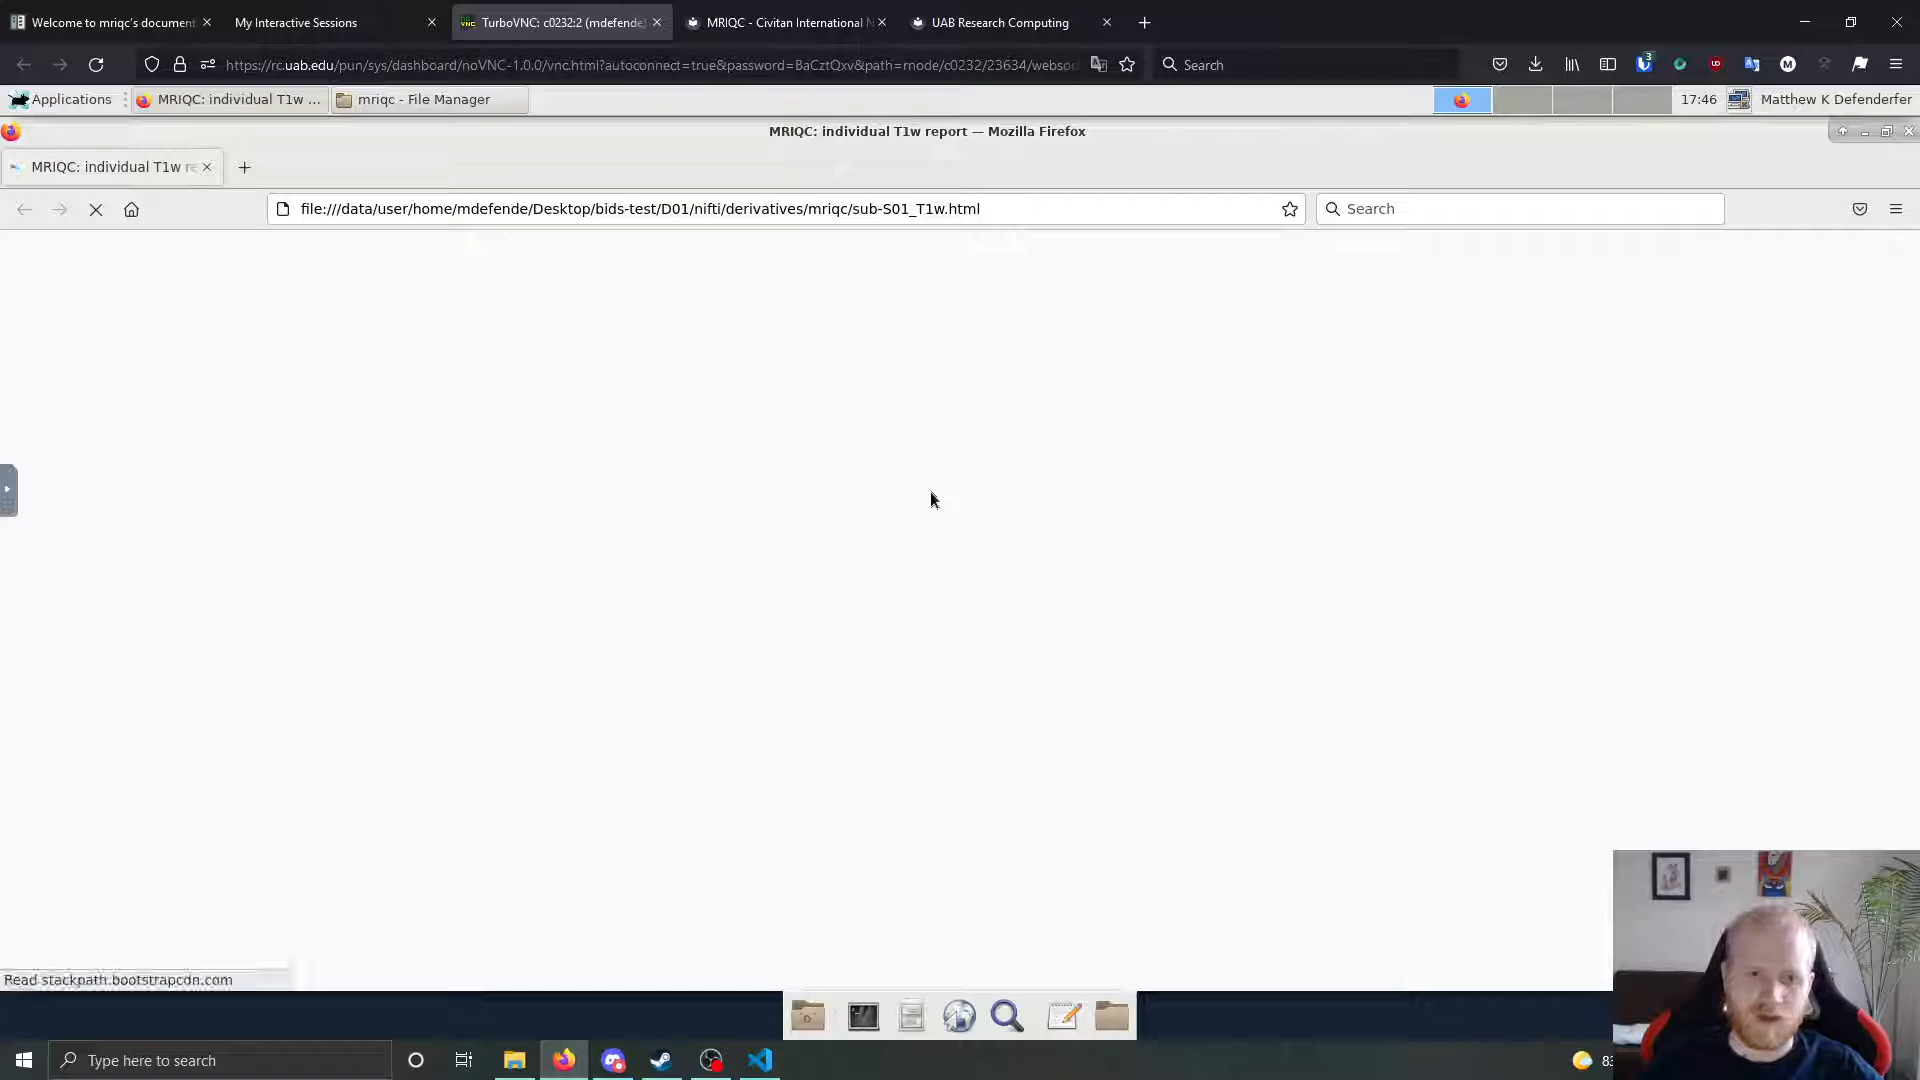 Welcome to mriqc's document
My Interactive Sessions
TurboVNC: c0232:2 (mdefende
MRIQC - Civitan International N
UAB Research Computing
https://rc.uab.edu/pun/sys/dashboard/noVNC-1.0.0/vnc.html?autoconnect=true&password=BaCztQxv&path=rnode/c0232/23634/websoc
Search
3
Applications
MRIQC: individual T1w ...
mriqc - File Manager
17:46
Matthew K Defenderfer
MRIQC: individual T1w report — Mozilla Firefox
MRIQC: individual T1w re
file:///data/user/home/mdefende/Desktop/bids-test/D01/nifti/derivatives/mriqc/sub-S01_T1w.html
Search
Read stackpath.bootstrapcdn.com
Type here to search